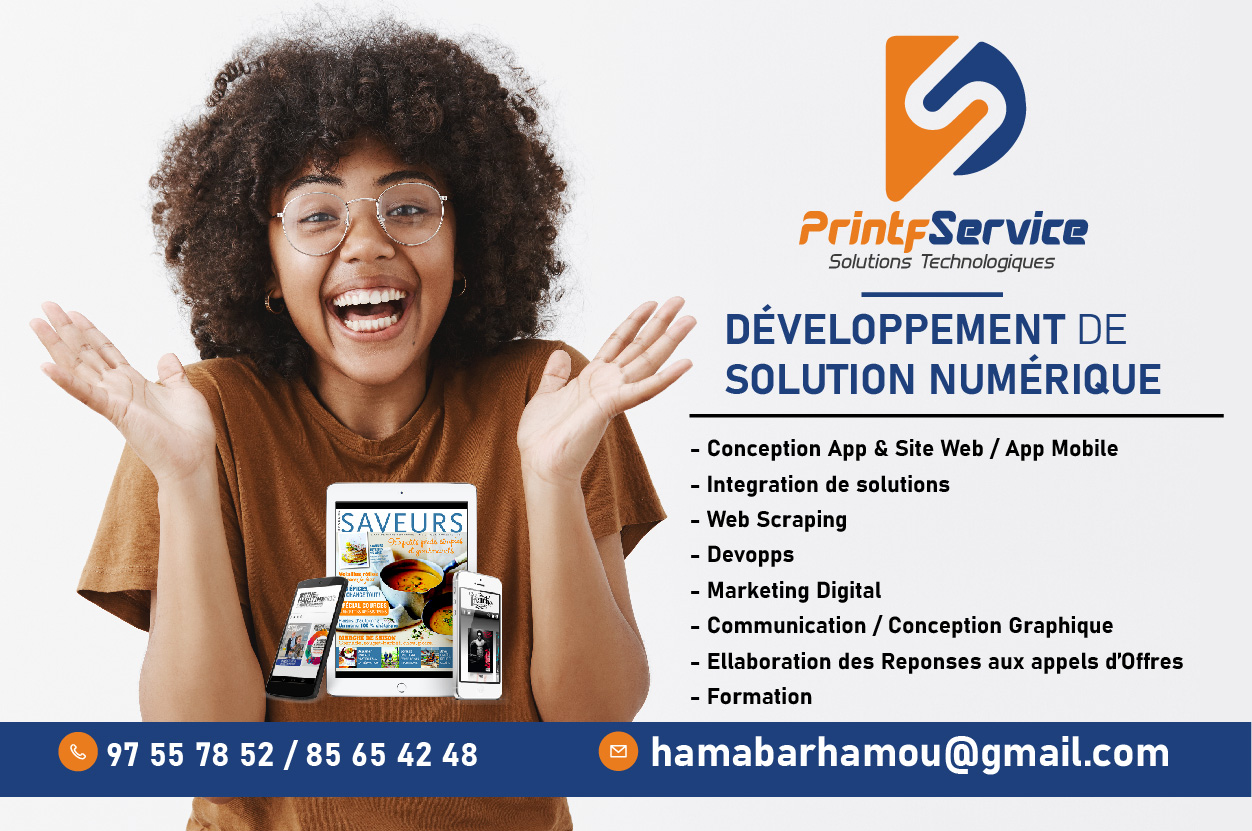 PrintfService
Solutions Technologiques
DÉVELOPPEMENT DE
SOLUTION NUMÉRIQUE
- Conception App & Site Web / App Mobile
- Integration de solutions
- Web Scraping
- Devopps
- Marketing Digital
- Communication / Conception Graphique
- Ellaboration des Reponses aux appels d'Offres
- Formation
SAVEURS
SPÉCIAL COURGES
97 55 78 52 / 85 65 42 48
hamabarhamou@gmail.com